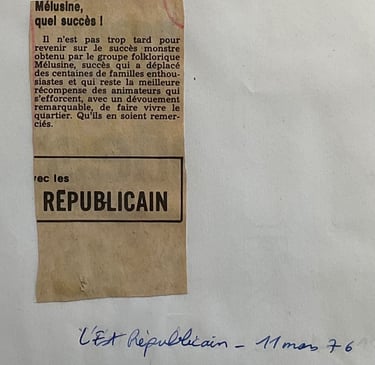 Mélusine,
quel succès !
Il n'est pas trop tard pour
revenir sur le succès monstre
obtenu par le groupe folklorique
Mélusine, succès qui a déplacé
des centaines de familles enthou-
siastes et qui reste la meilleure
récompense des animateurs qui
s'efforcent, avec un dévouement
remarquable, de faire vivre le
quartier. Qu'ils en soient remer-
ciés.
vec les
RÉPUBLICAIN
L'Est Républicain - 11 mars 76